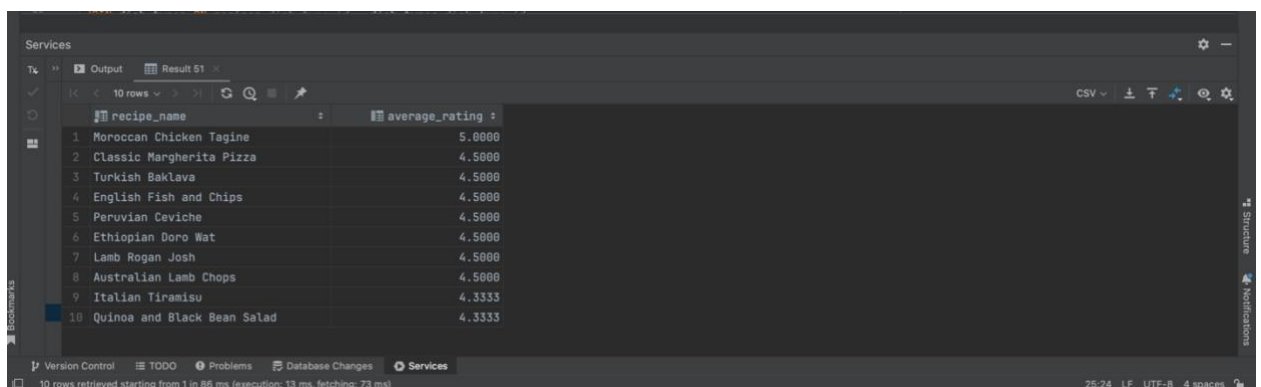 Services
Tx
Output Result 51
10 rows CSV
recipe_name average_rating
1 Moroccan Chicken Tagine 5.0000
2 Classic Margherita Pizza 4.5000
3 Turkish Baklava 4.5000
4 English Fish and Chips 4.5000
5 Peruvian Ceviche 4.5000
6 Ethiopian Doro Wat 4.5000
7 Lamb Rogan Josh 4.5000
8 Australian Lamb Chops 4.5000
9 Italian Tiramisu 4.3333
10 Quinoa and Black Bean Salad 4.3333
Structure
Notifications
Bookmarks
Version Control TODO Problems Database Changes Services
10 rows retrieved starting from 1 in 86 ms (execution: 13 ms, fetching: 73 ms) 25:24 LF UTF-8 4 spaces